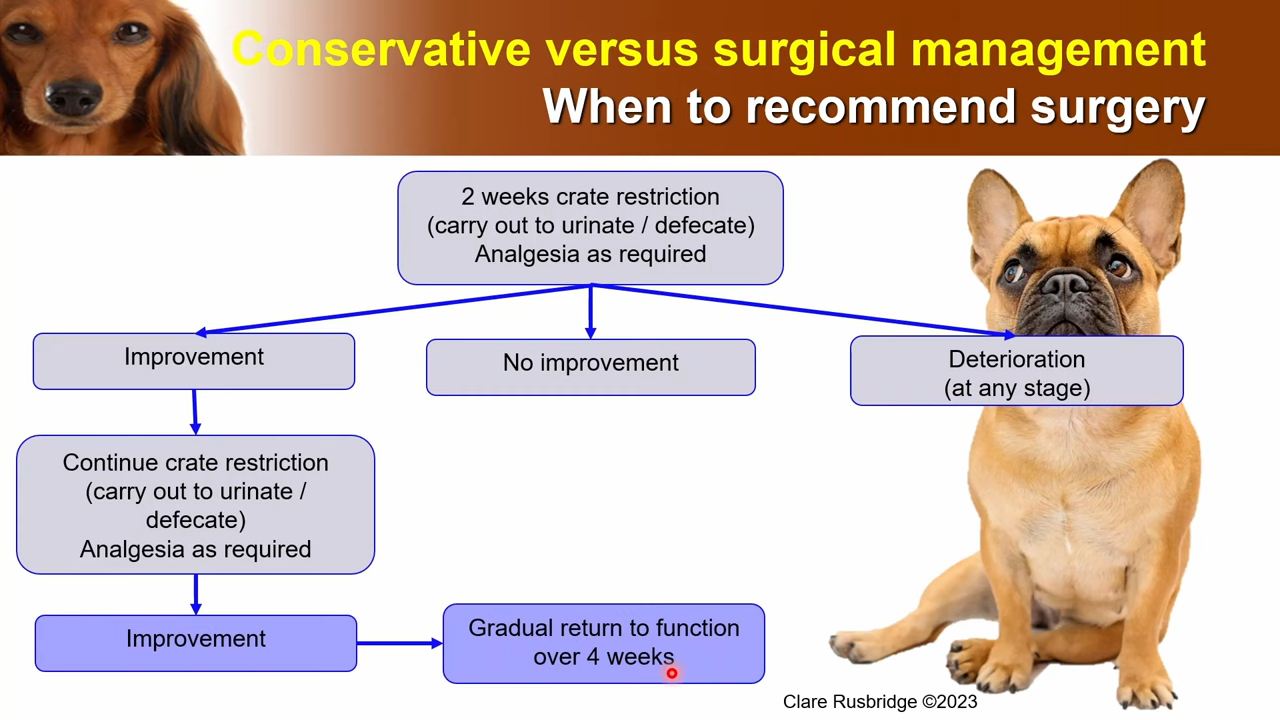 Conservative versus surgical management
When to recommend surgery
2 weeks crate restriction
(carry out to urinate / defecate)
Analgesia as required
Improvement
No improvement
Deterioration
(at any stage)
Continue crate restriction
(carry out to urinate /
defecate)
Analgesia as required
Improvement
Gradual return to function
over 4 weeks
Clare Rusbridge ©2023